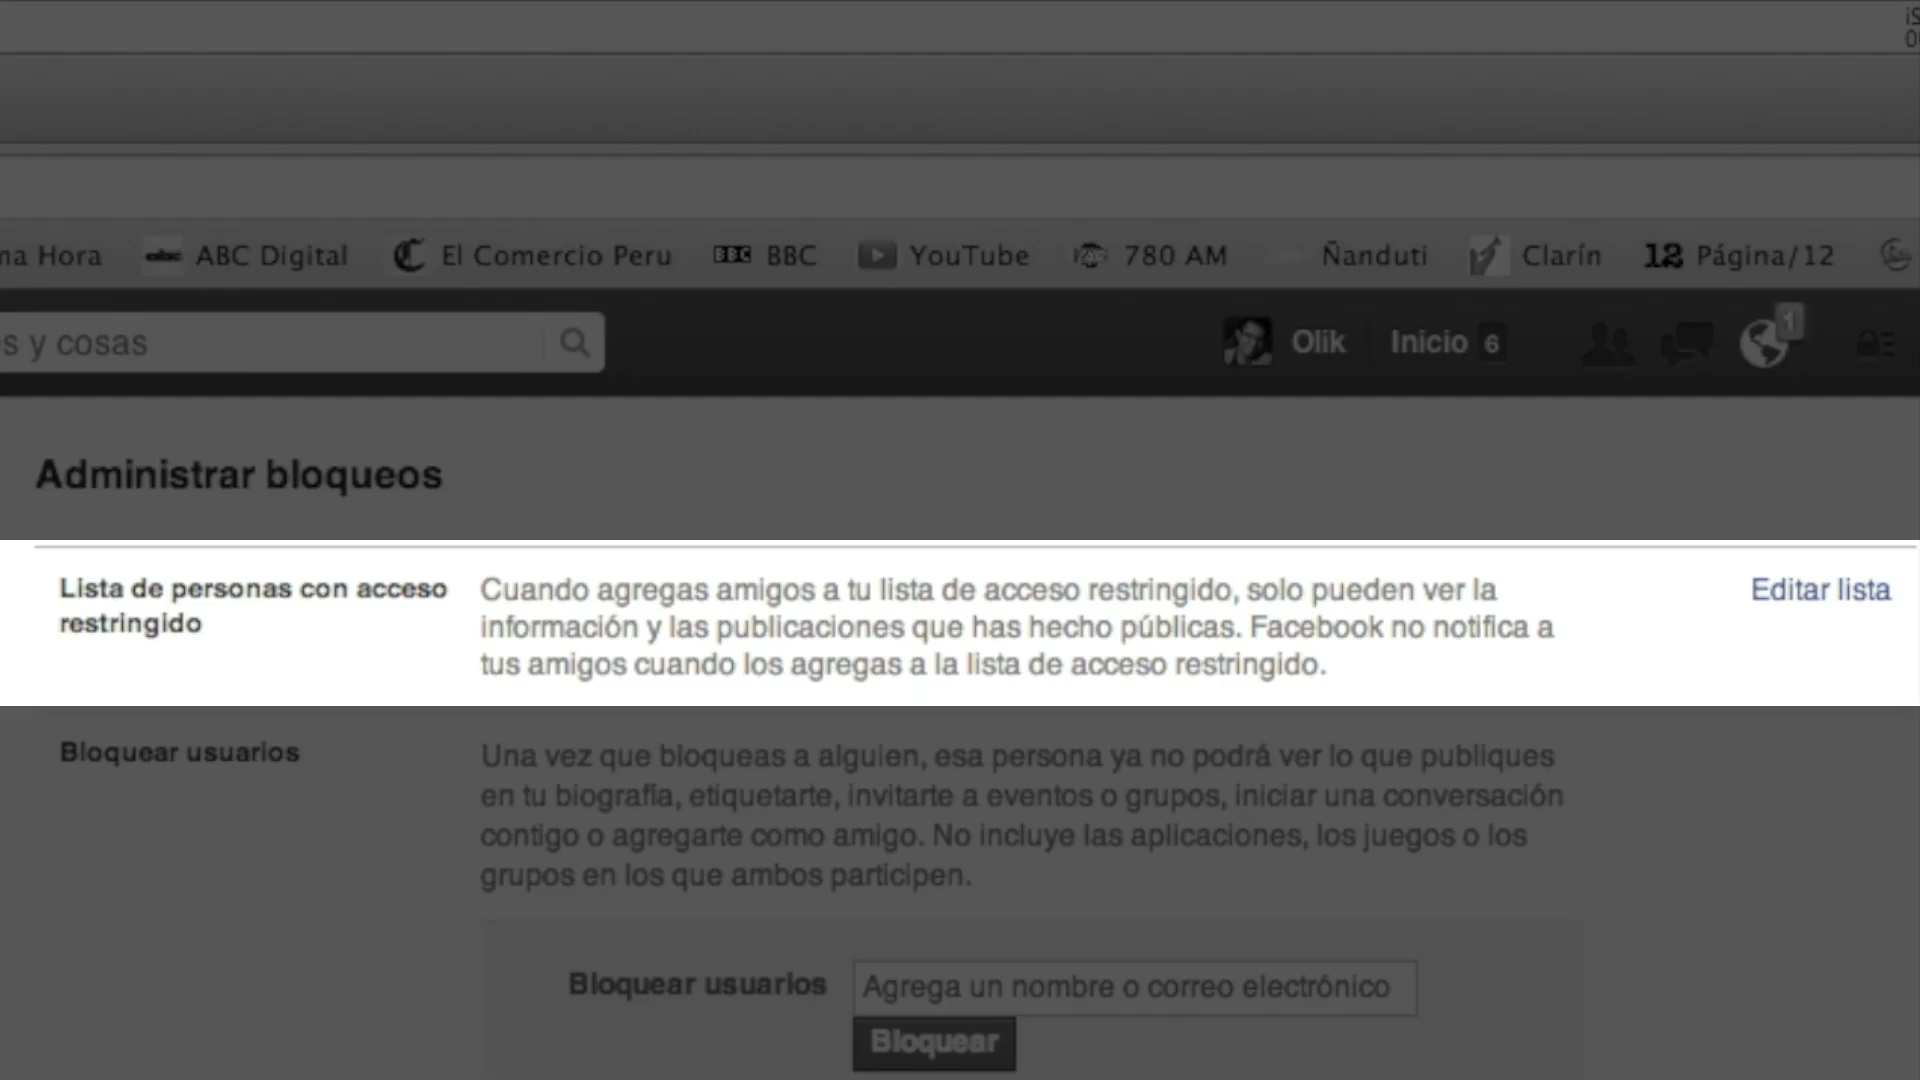 ABC Digital El Comercio Peru BBC BBC YouTube 780 AM Ñanduti Clarín 12 Página/12
Hora
s y cosas
Olik Inicio 6
1
Administrar bloqueos
Lista de personas con acceso
restringido
Cuando agregas amigos a tu lista de acceso restringido, solo pueden ver la
información y las publicaciones que has hecho públicas. Facebook no notifica a
tus amigos cuando los agregas a la lista de acceso restringido.
Editar lista
Bloquear usuarios
Una vez que bloqueas a alguien, esa persona ya no podrá ver lo que publiques
en tu biografía, etiquetarte, invitarte a eventos o grupos, iniciar una conversación
contigo o agregarte como amigo. No incluye las aplicaciones, los juegos o los
grupos en los que ambos participen.
Bloquear usuarios
Agrega un nombre o correo electrónico
Bloquear